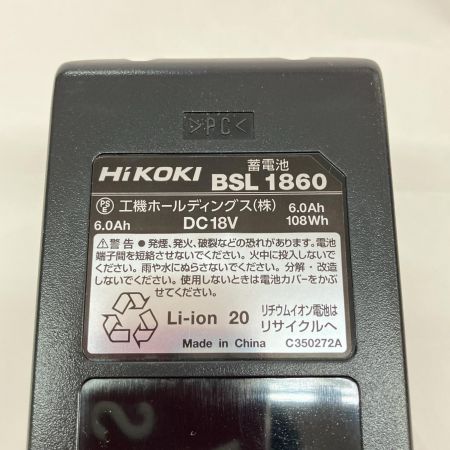 >PC<
HiKOKI
蓄電池
BSL 1860
PS E 工機ホールディングス(株) 6.0Ah
6.0Ah DC18V 108Wh
⚠警告 ●発煙、発火、破裂などの恐れがあります。電池
端子間を短絡させないでください。火中に投入しないで
ください。雨や水にぬらさないでください。分解・改造
しないでください。使用しないときは電池カバーをかぶ
せてください。
Li-ion 20
リチウムイオン電池は
リサイクルへ
Made in China C350272A